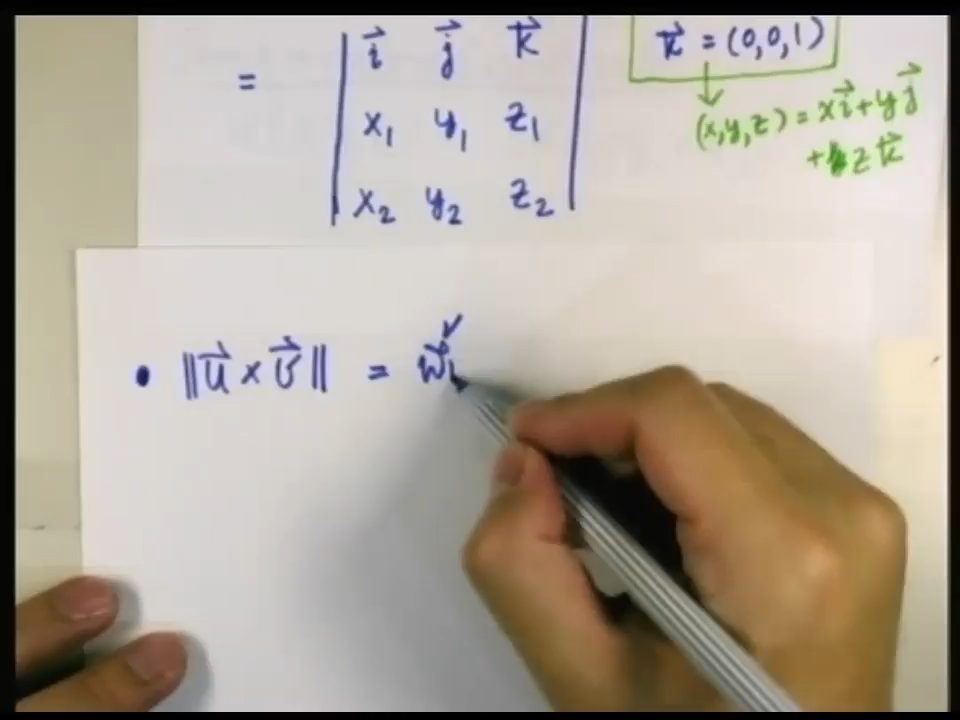 = | i⃗ j⃗ k⃗ |
| x₁ y₁ z₁ |
| x₂ y₂ z₂ |
k⃗ = (0,0,1)
(x,y,z) = xi⃗ + yj⃗
+ zk⃗
• ‖u⃗ × v⃗‖ =